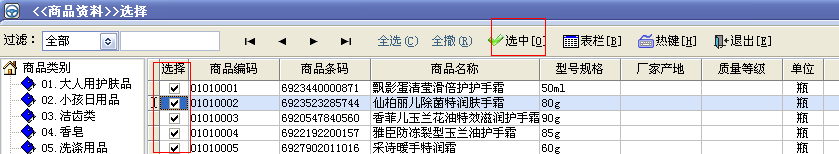 <<商品资料>>选择
过滤: 全部 全选(C) 全撤(R) 选中[O] 表栏[B] 热键[H] 退出[E]
商品类别
01.大人用护肤品
02.小孩日用品
03.洁齿类
04.香皂
05.洗涤用品
选择 商品编码 商品条码 商品名称 型号规格 厂家产地 质量等级 单位
01010001 6923440000871 飘影蛋清莹滑倍护护手霜 50ml 瓶
01010002 6923523285744 仙柏丽儿除菌特润肤手霜 80g 瓶
01010003 6920547840560 香菲儿玉兰花油特效滋润护手霜 90g 瓶
01010004 6922192200157 雅臣防冻裂型玉兰油护手霜 85g 瓶
01010005 6927902011016 采诗暖手特润霜 60g 瓶